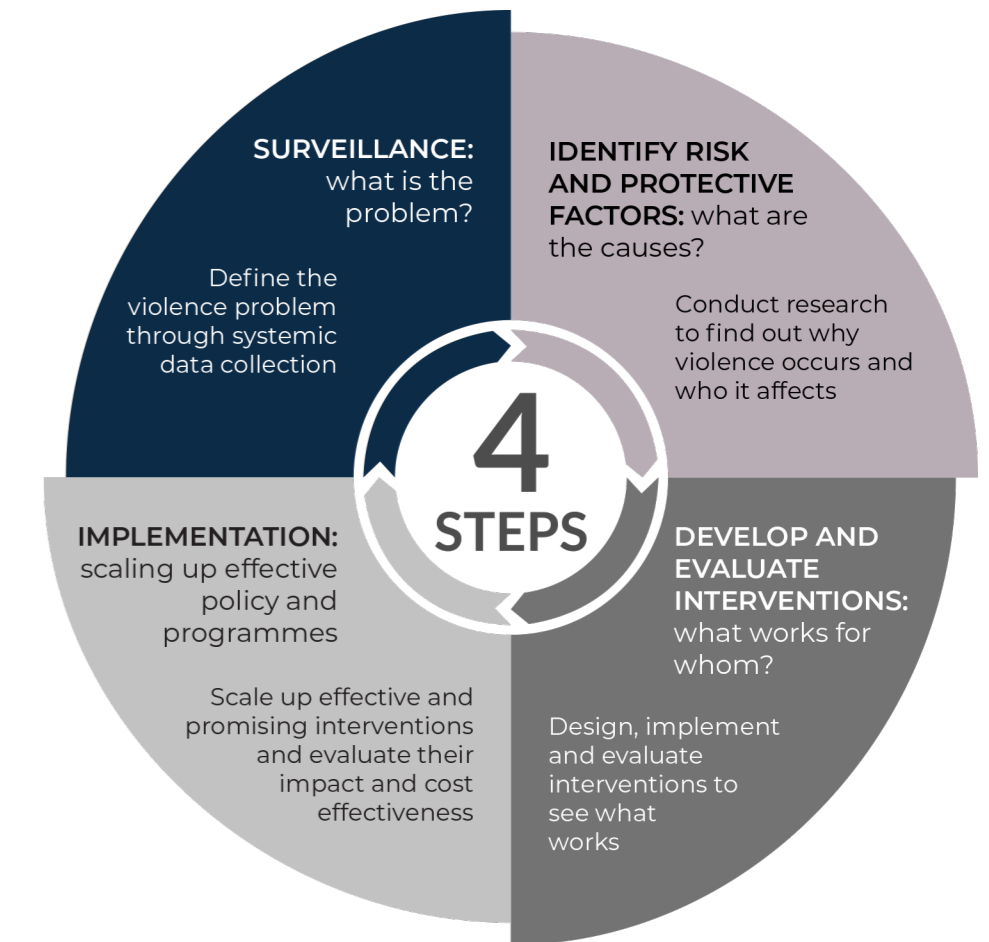 SURVEILLANCE:
what is the
problem?
Define the
violence problem
through systemic
data collection
IDENTIFY RISK
AND PROTECTIVE
FACTORS: what are
the causes?
Conduct research
to find out why
violence occurs and
who it affects
4
STEPS
DEVELOP AND
EVALUATE
INTERVENTIONS:
what works for
whom?
Design, implement
and evaluate
interventions to
see what
works
IMPLEMENTATION:
scaling up effective
policy and
programmes
Scale up effective and
promising interventions
and evaluate their
impact and cost
effectiveness